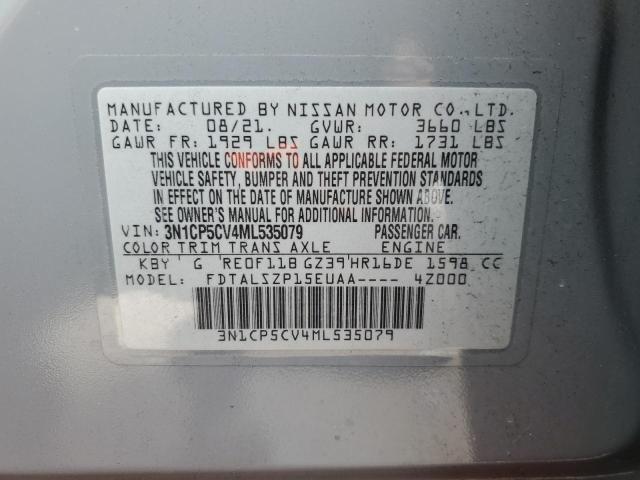 MANUFACTURED BY NISSAN MOTOR CO., LTD.
DATE: 08/21. GVWR: 3660 LBS
GAWR FR: 1929 LBS GAWR RR: 1731 LBS
THIS VEHICLE CONFORMS TO ALL APPLICABLE FEDERAL MOTOR
VEHICLE SAFETY, BUMPER AND THEFT PREVENTION STANDARDS
IN EFFECT ON THE DATE OF MANUFACTURE SHOWN ABOVE.
SEE OWNER'S MANUAL FOR ADDITIONAL INFORMATION.
VIN: 3N1CP5CV4ML535079 PASSENGER CAR.
COLOR TRIM TRANS AXLE ENGINE
KBY G RE0F11B GZ39 HR16DE 1598 CC
MODEL: FDTALSZP15EUAA---- 4Z000
3N1CP5CV4ML535079